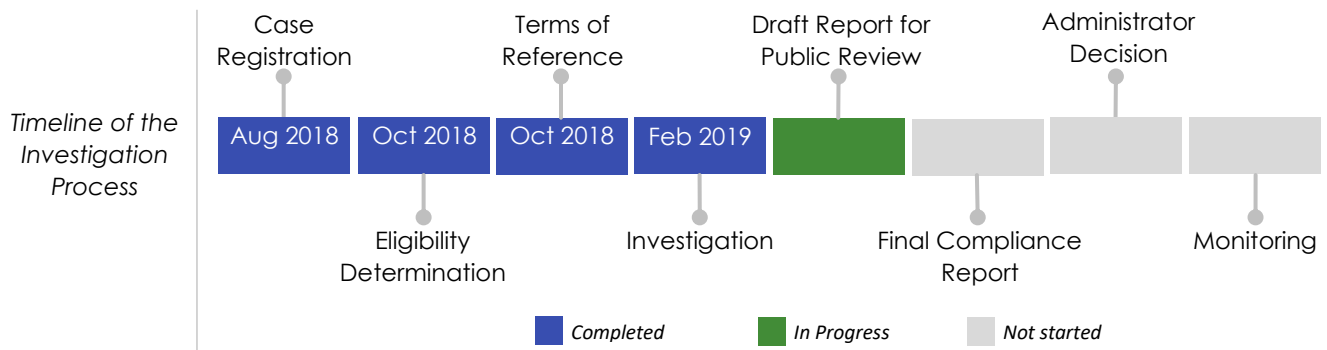 Timeline of the
Investigation
Process
Case
Registration
Terms of
Reference
Draft Report for
Public Review
Administrator
Decision
Aug 2018
Oct 2018
Oct 2018
Feb 2019
Eligibility
Determination
Investigation
Final Compliance
Report
Monitoring
Completed
In Progress
Not started